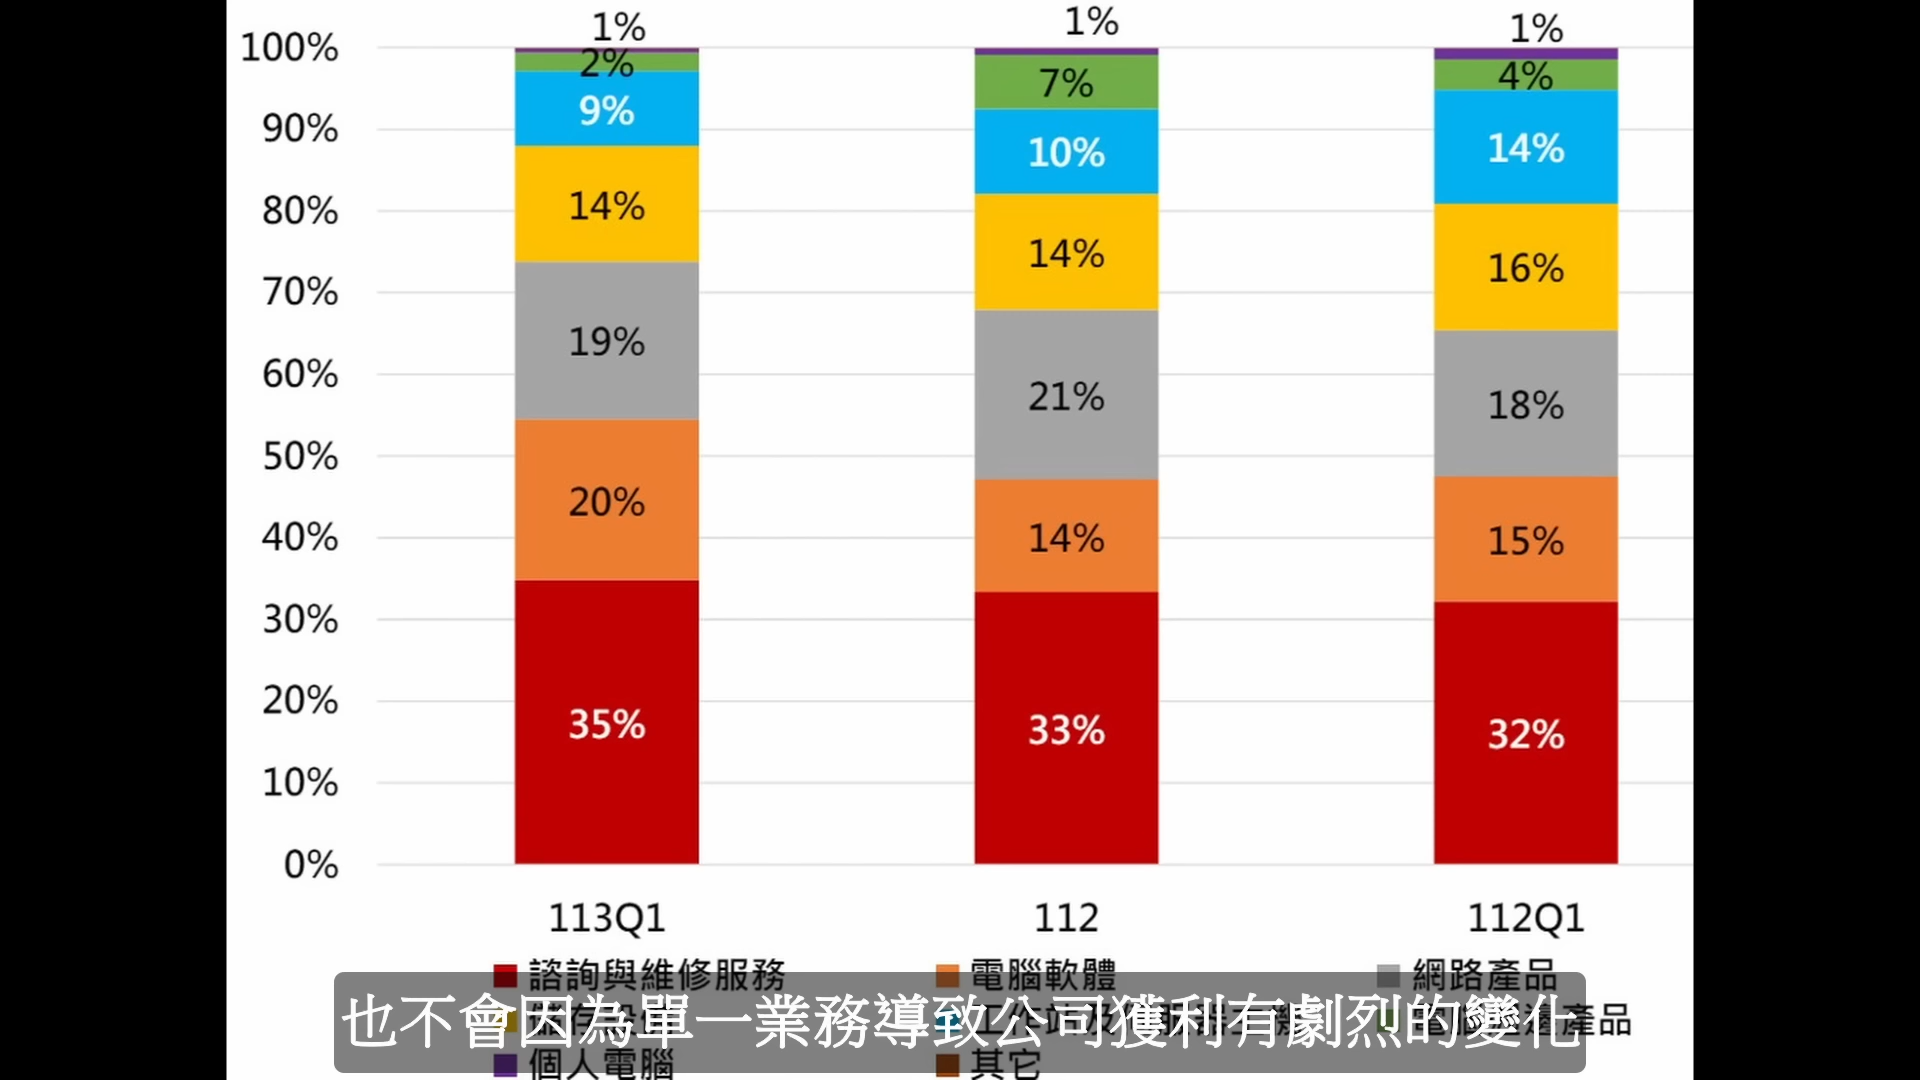 1% 1% 1%
100%
2% 7% 4%
9% 10% 14%
90%
14% 14% 16%
80%
70%
19% 21% 18%
60%
50%
20% 14% 15%
40%
30%
35% 33% 32%
20%
10%
0%
113Q1 112 112Q1
諮詢與維修服務 電腦軟體 網路產品
也不會因為單一業務導致公司獲利有劇烈的變化
產品
個人電腦 其它